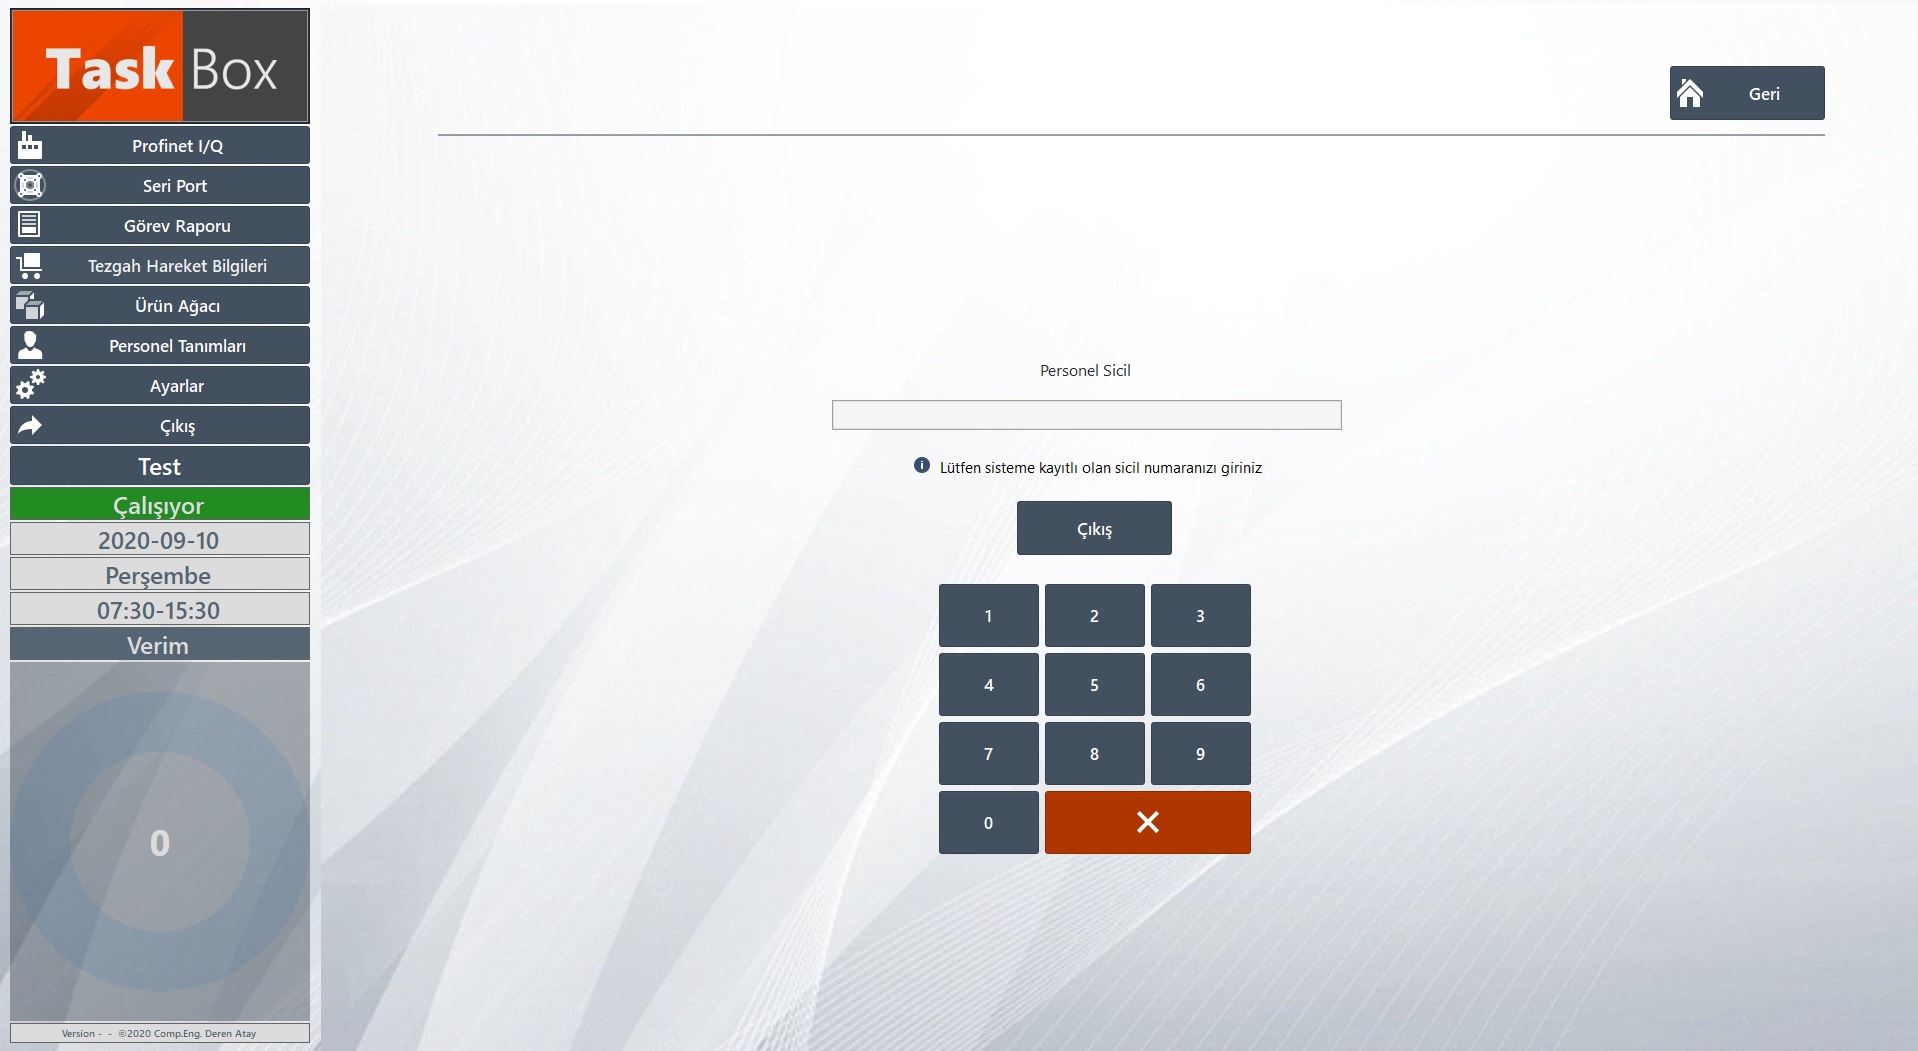 Task Box
Geri
Profinet I/Q
Seri Port
Görev Raporu
Tezgah Hareket Bilgileri
Ürün Ağacı
Personel Tanımları
Ayarlar
Çıkış
Test
Çalışıyor
2020-09-10
Perşembe
07:30-15:30
Verim
0
Version - - ©2020 Comp.Eng. Deren Atay
Personel Sicil
Lütfen sisteme kayıtlı olan sicil numaranızı giriniz
Çıkış
1 2 3
4 5 6
7 8 9
0